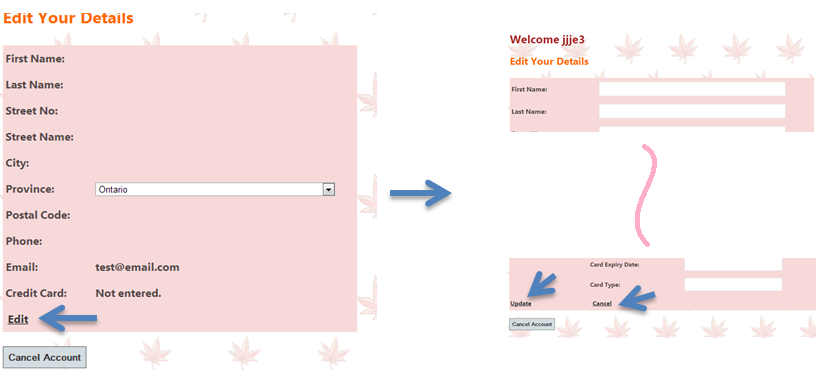 Edit Your Details
First Name:
Last Name:
Street No:
Street Name:
City:
Province: Ontario
Postal Code:
Phone:
Email: test@email.com
Credit Card: Not entered.
Edit
Cancel Account
Welcome jjje3
Edit Your Details
First Name:
Last Name:
Card Expiry Date:
Card Type:
Update Cancel
Cancel Account